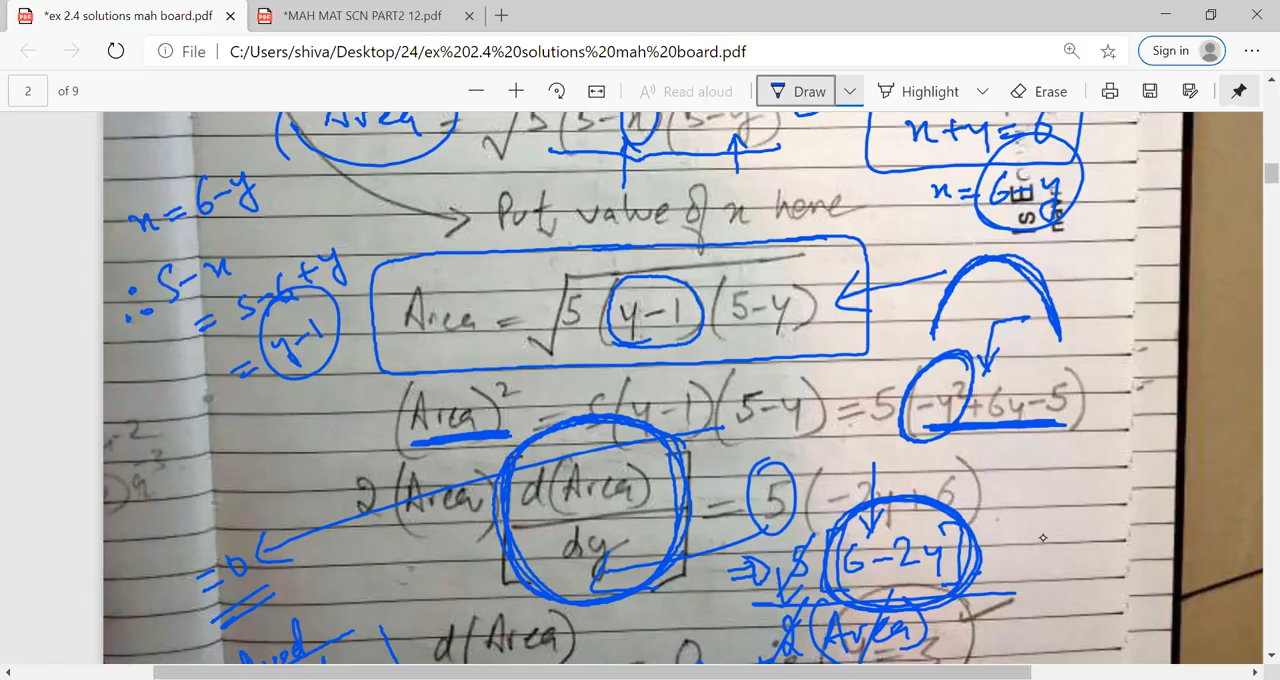 *ex 2.4 solutions mah board.pdf
*MAH MAT SCN PART2 12.pdf
File C:/Users/shiva/Desktop/24/ex%202.4%20solutions%20mah%20board.pdf
Sign in
2 of 9
Read aloud
Draw
Highlight
Erase
x+y=6
x=6-y
x=6-y
Put value of x here
∴ 5-x
= 5-6+y
= y-1
Area = √5(y-1)(5-y)
(Area)² = 5(y-1)(5-y) = 5(-y²+6y-5)
2(Area) d(Area)/dy = 5(-2y+6)
=0
=> 5(6-2y)
2(Area)
d(Area)